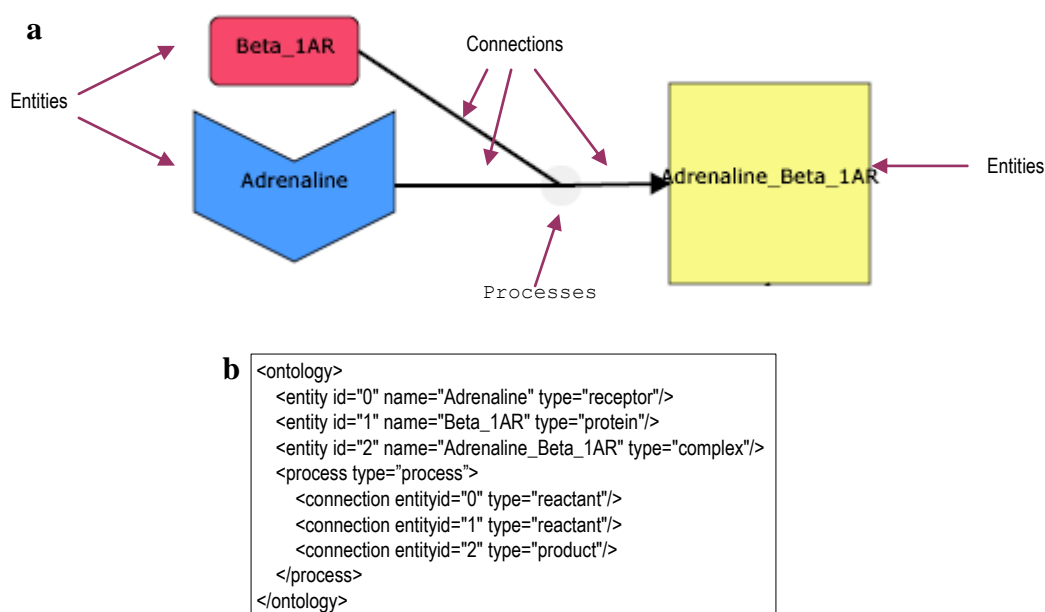 a
Beta_1AR
Connections
Entities
Adrenaline
Adrenaline_Beta_1AR
Entities
Processes
b
<ontology>
<entity id="0" name="Adrenaline" type="receptor"/>
<entity id="1" name="Beta_1AR" type="protein"/>
<entity id="2" name="Adrenaline_Beta_1AR" type="complex"/>
<process type=”process”>
<connection entityid="0" type="reactant"/>
<connection entityid="1" type="reactant"/>
<connection entityid="2" type="product"/>
</process>
</ontology>